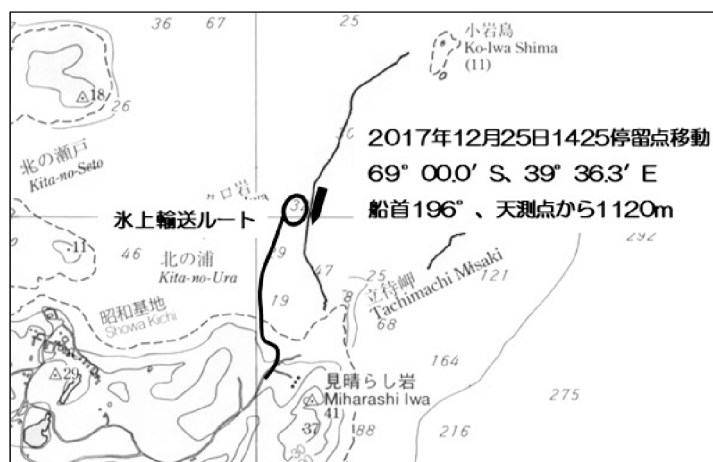 36
67
25
小岩島
Ko-Iwa Shima
(11)
18
26
30
2017年12月25日1425停留点移動
69° 00.0′ S、39° 36.3′ E
船首196°、天測点から1120m
北の瀬戸
Kita-no-Seto
氷上輸送ルート
292
11
46
北の浦
Kita-no-Ura
47
25
立待岬
Tachimachi Misaki
121
昭和基地
Showa Kichi
19
68
29
164
見晴らし岩
Miharashi Iwa
41
37
88
216
275